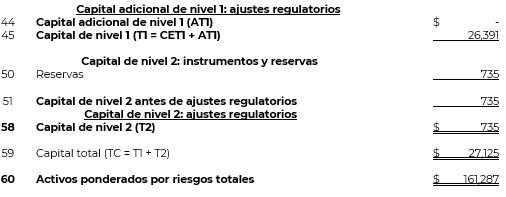 Capital adicional de nivel 1: ajustes regulatorios
44 Capital adicional de nivel 1 (AT1) $ -
45 Capital de nivel 1 (T1 = CET1 + AT1) 26,391
Capital de nivel 2: instrumentos y reservas
50 Reservas 735
51 Capital de nivel 2 antes de ajustes regulatorios 735
Capital de nivel 2: ajustes regulatorios
58 Capital de nivel 2 (T2) $ 735
59 Capital total (TC = T1 + T2) $ 27,125
60 Activos ponderados por riesgos totales $ 161,287